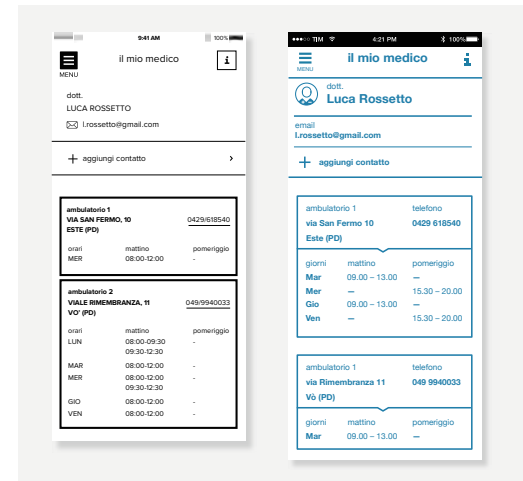 9:41 AM 100%
il mio medico i
MENU
dott.
LUCA ROSSETTO
l.rossetto@gmail.com
aggiungi contatto
ambulatorio 1
VIA SAN FERMO, 10 0429/618540
ESTE (PD)
orari mattino pomeriggio
MER 08:00-12:00 -
ambulatorio 2
VIALE RIMEMBRANZA, 11 049/9940033
VO' (PD)
orari mattino pomeriggio
LUN 08:00-09:30 -
09:30-12:30
MAR 08:00-12:00 -
MER 08:00-12:00 -
09:30-12:30
GIO 08:00-12:00 -
VEN 08:00-12:00 -
TIM 4:21 PM 100%
il mio medico i
MENU
dott.
Luca Rossetto
email
l.rossetto@gmail.com
aggiungi contatto
ambulatorio 1 telefono
via San Fermo 10 0429 618540
Este (PD)
giorni mattino pomeriggio
Mar 09.00 – 13.00 –
Mer – 15.30 – 20.00
Gio 09.00 – 13.00 –
Ven – 15.30 – 20.00
ambulatorio 1 telefono
via Rimembranza 11 049 9940033
Vò (PD)
giorni mattino pomeriggio
Mar 09.00 – 13.00 –